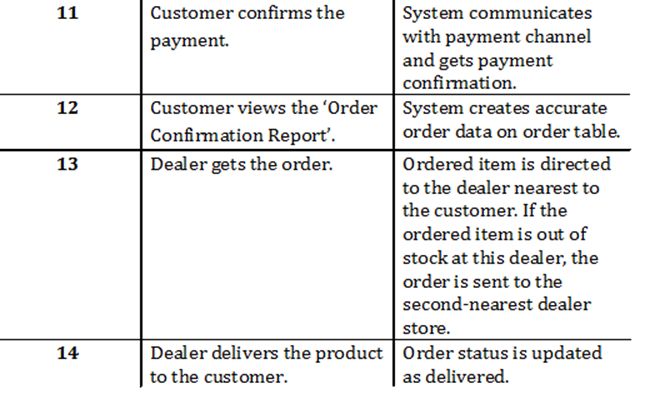 11
Customer confirms the
payment.
System communicates
with payment channel
and gets payment
confirmation.
12
Customer views the ‘Order
Confirmation Report’.
System creates accurate
order data on order table.
13
Dealer gets the order.
Ordered item is directed
to the dealer nearest to
the customer. If the
ordered item is out of
stock at this dealer, the
order is sent to the
second-nearest dealer
store.
14
Dealer delivers the product
to the customer.
Order status is updated
as delivered.